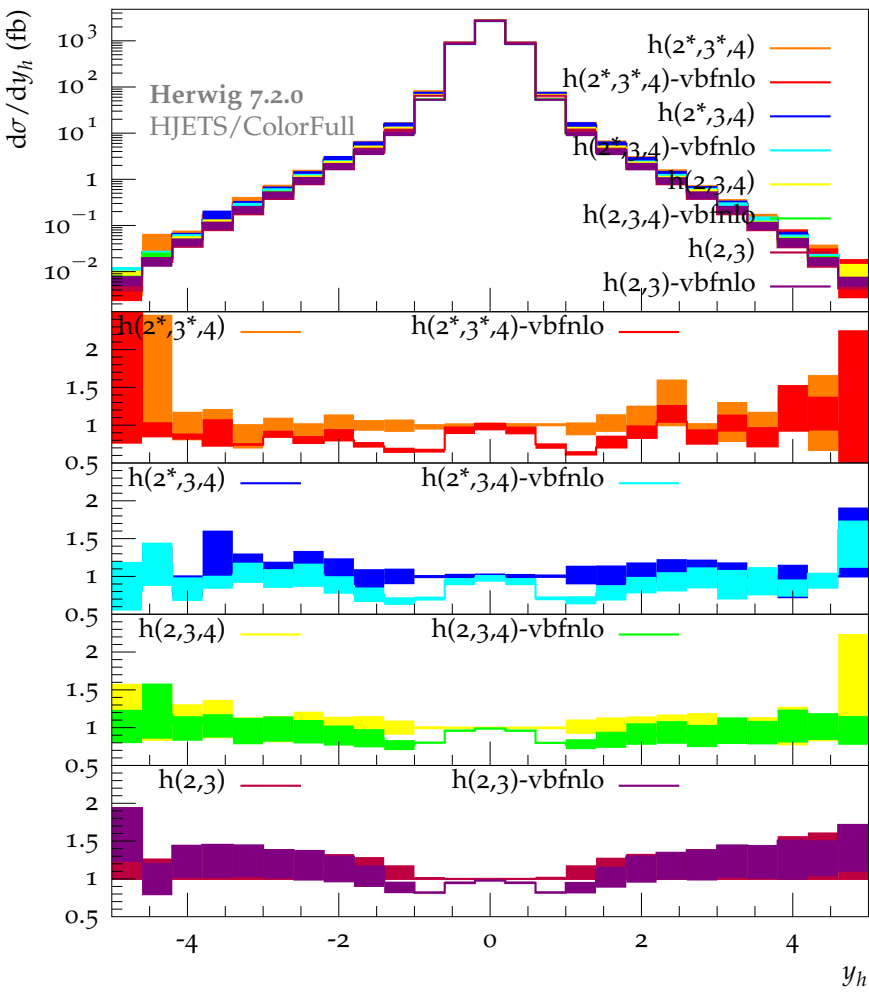 dσ/dy_h (fb)
10³
10²
10¹
1
10⁻¹
10⁻²
Herwig 7.2.0
HJETS/ColorFull
h(2*,3*,4)
h(2*,3*,4)-vbfnlo
h(2*,3,4)
h(2*,3,4)-vbfnlo
h(2,3,4)
h(2,3,4)-vbfnlo
h(2,3)
h(2,3)-vbfnlo
h(2*,3*,4) h(2*,3*,4)-vbfnlo
2
1.5
1
0.5
h(2*,3,4) h(2*,3,4)-vbfnlo
2
1.5
1
0.5
h(2,3,4) h(2,3,4)-vbfnlo
2
1.5
1
0.5
h(2,3) h(2,3)-vbfnlo
2
1.5
1
0.5
-4 -2 0 2 4
y_h